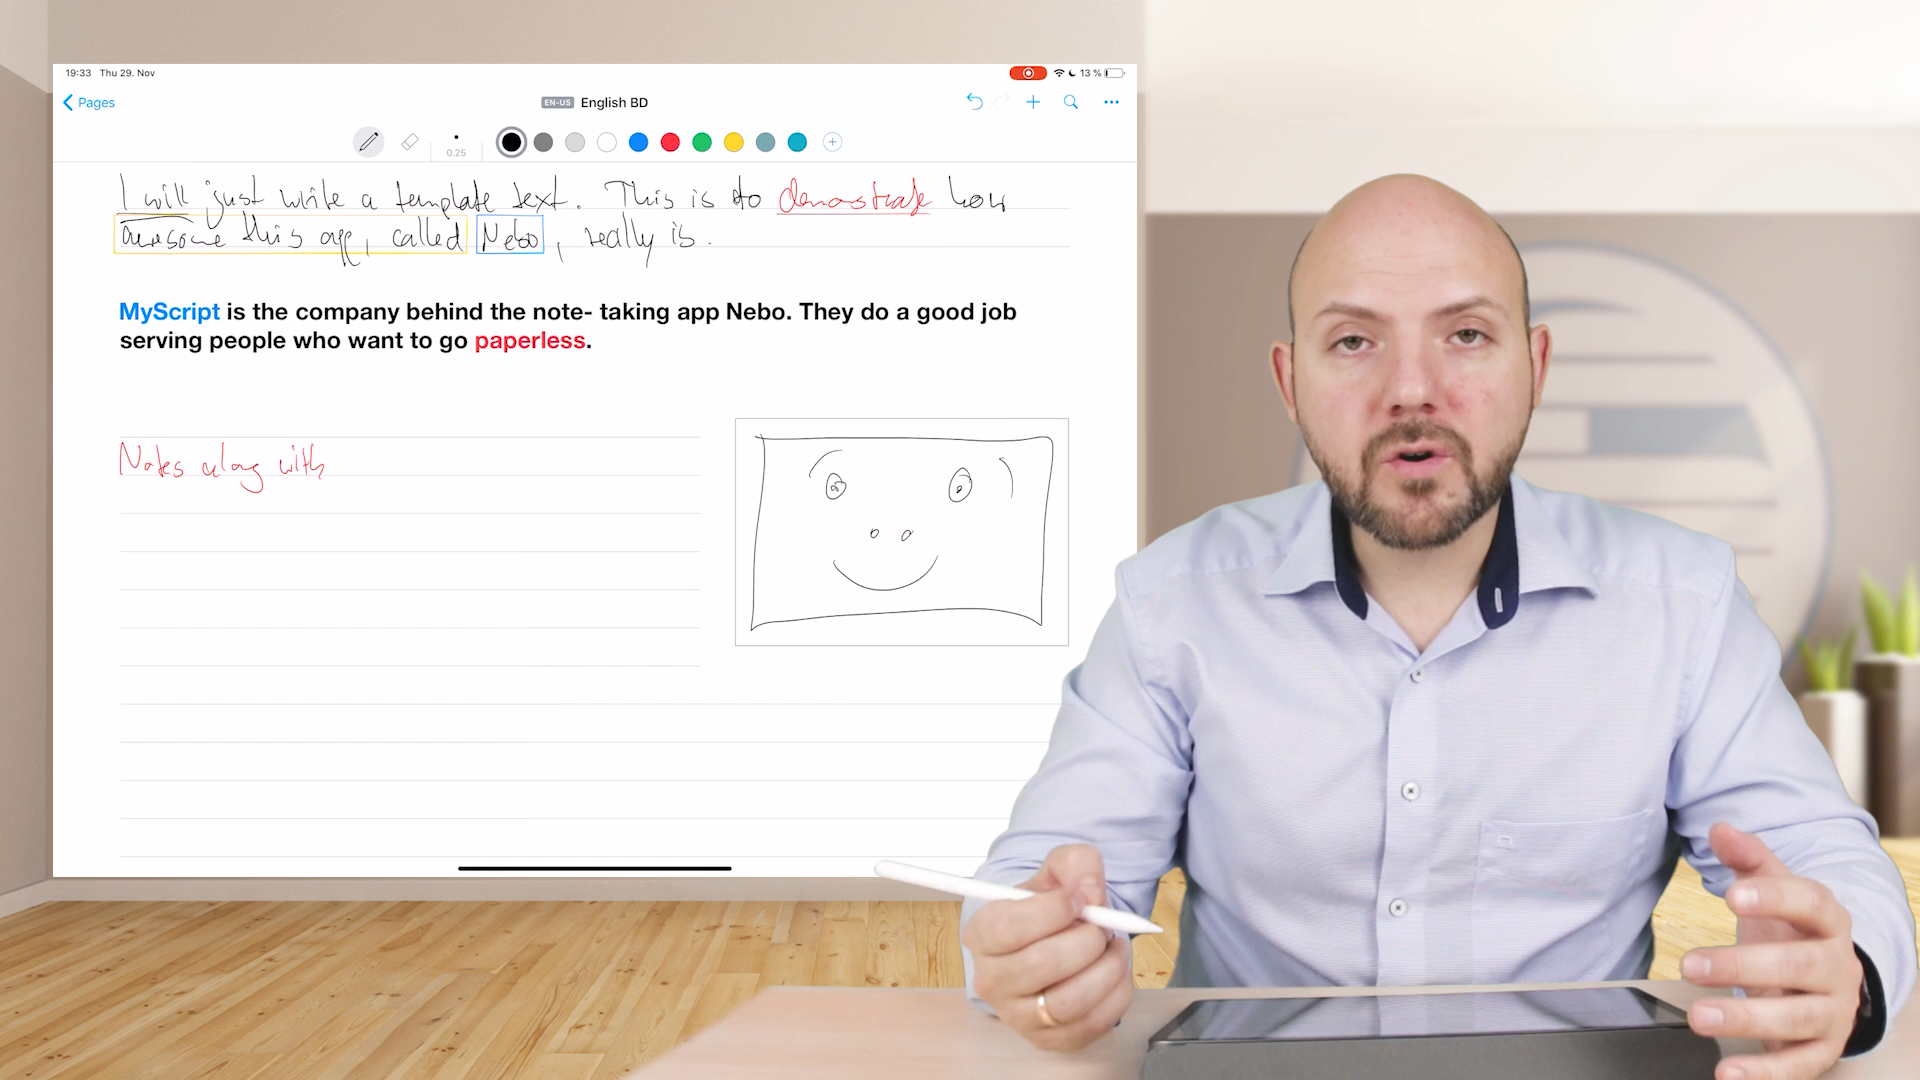 19:33 Thu 29. Nov 13 %
Pages EN-US English BD
0.25
I will just write a template text. This is to demonstrate how
awesome this app, called Nebo, really is.
MyScript is the company behind the note- taking app Nebo. They do a good job
serving people who want to go paperless.
Notes along with